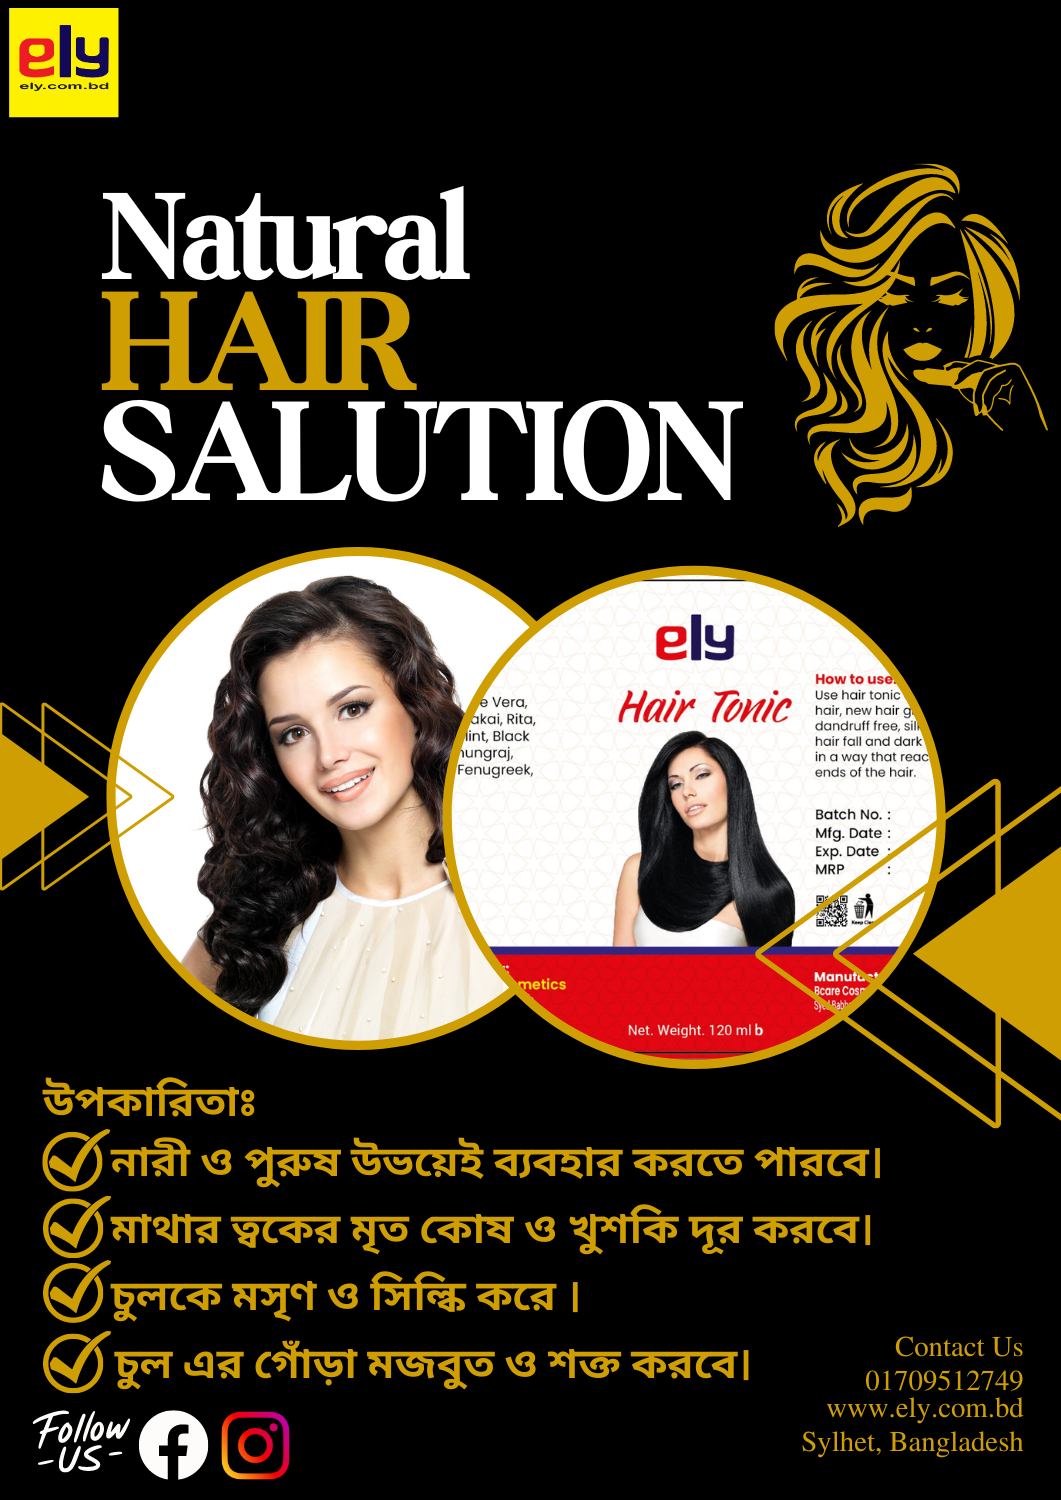 ely
ely.com.bd
Natural
HAIR
SALUTION
ely
Hair Tonic
Vera,
Rita,
Black
Fenugreek,
How to use
Use hair tonic
hair, new hair
dandruff free,
hair fall and dark
in a way that
ends of the hair.
Batch No. :
Mfg. Date :
Exp. Date :
MRP :
Keep
Bcare
Net. Weight. 120 ml b
উপকারিতাঃ
নারী ও পুরুষ উভয়েই ব্যবহার করতে পারবে।
মাথার ত্বকের মৃত কোষ ও খুশকি দূর করবে।
চুলকে মসৃণ ও সিল্কি করে ।
চুল এর গোঁড়া মজবুত ও শক্ত করবে।
Contact Us
01709512749
www.ely.com.bd
Sylhet, Bangladesh
Follow
-US-